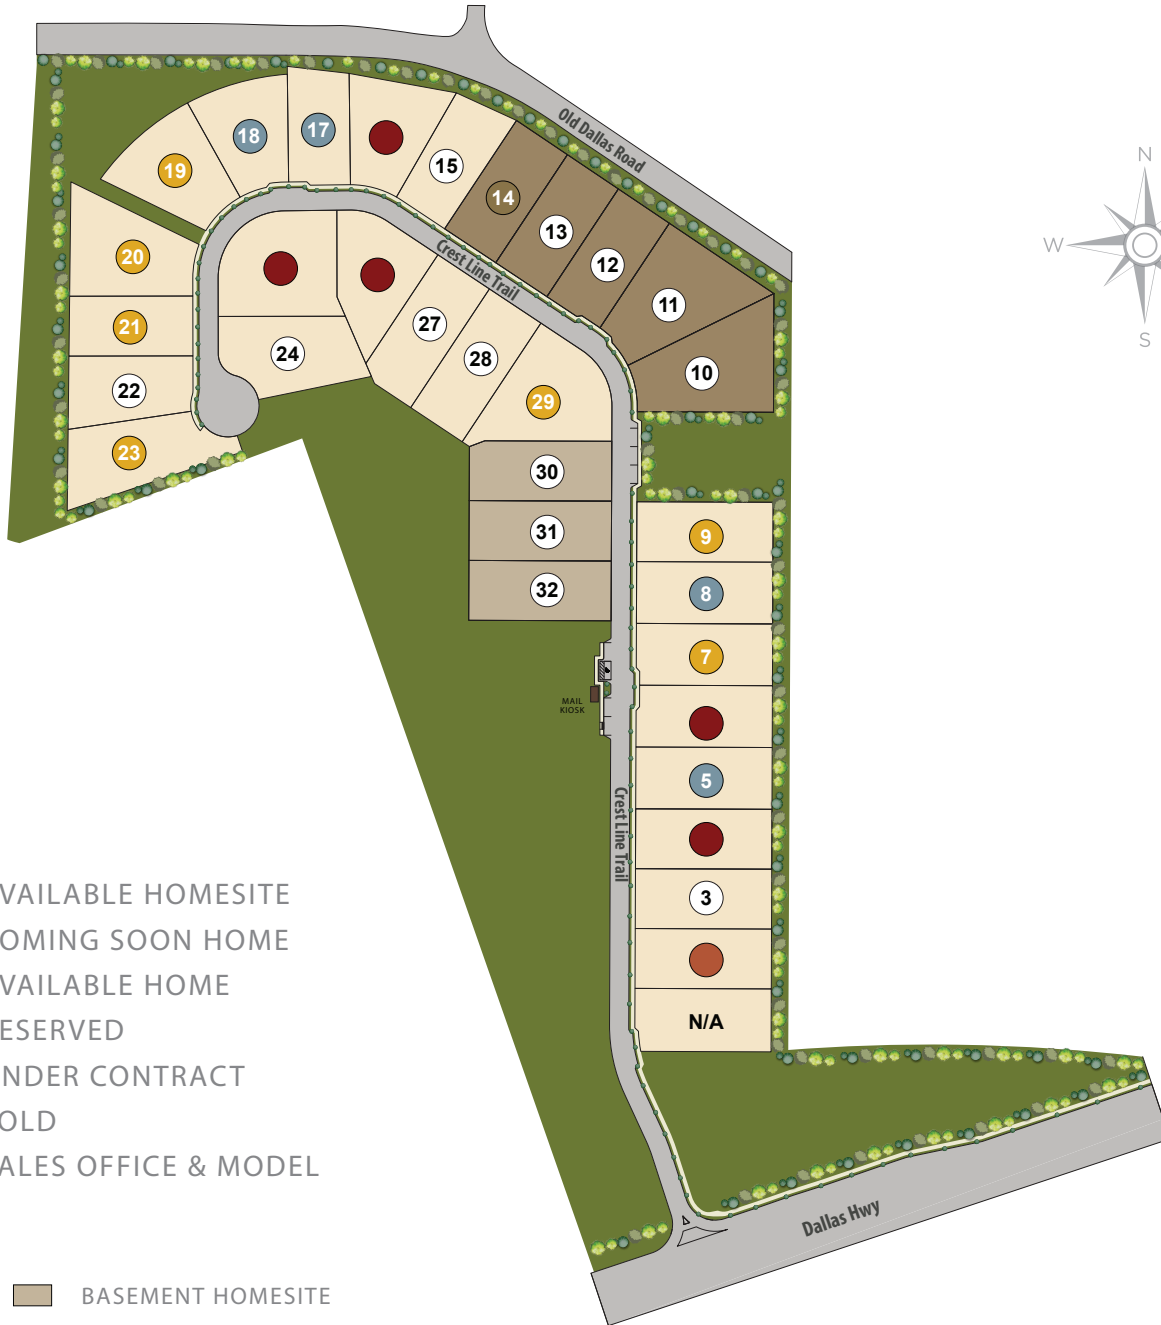 Old Dallas Road
N
W
S
17
18
15
19
14
13
12
20
Crest Line Trail
11
21
27
24
28
10
22
29
23
30
31
9
32
8
7
MAIL
KIOSK
5
Crest Line Trail
3
N/A
VAILABLE HOMESITE
OMING SOON HOME
VAILABLE HOME
ESERVED
NDER CONTRACT
OLD
ALES OFFICE & MODEL
Dallas Hwy
BASEMENT HOMESITE